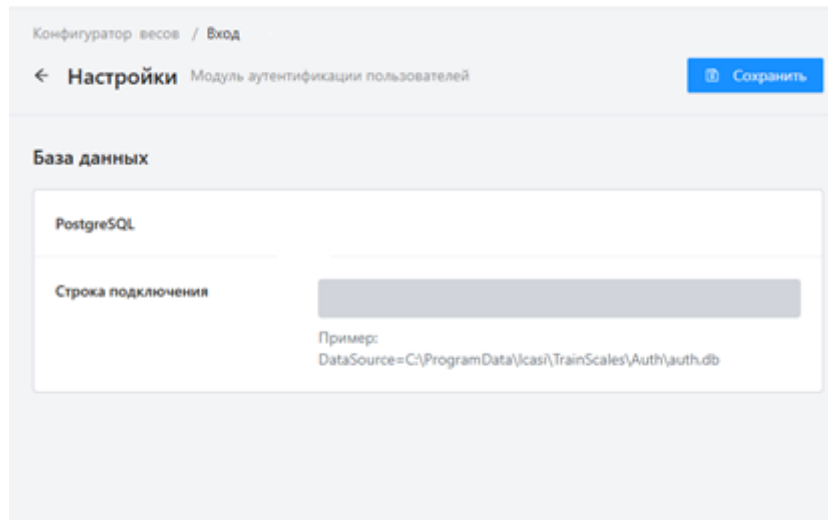 Конфигуратор весов / Вход
← Настройки Модуль аутентификации пользователей
Сохранить
База данных
PostgreSQL
Строка подключения
Пример:
DataSource=C:\ProgramData\Icasi\TrainScales\Auth\auth.db